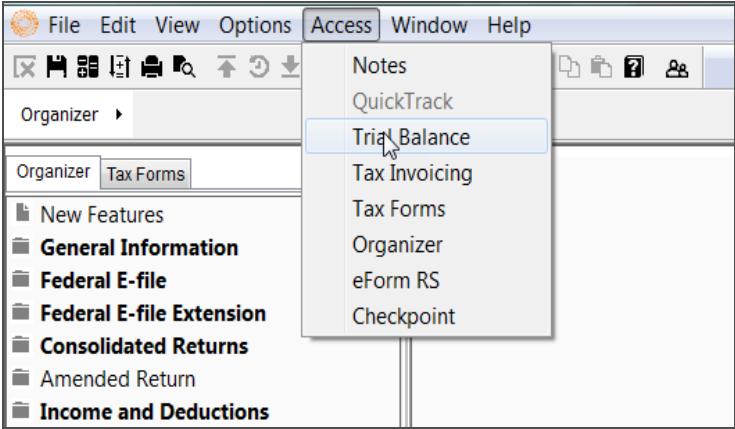 File Edit View Options Access Window Help
Notes
QuickTrack
Trial Balance
Tax Invoicing
Tax Forms
Organizer
eForm RS
Checkpoint
Organizer
Organizer Tax Forms
New Features
General Information
Federal E-file
Federal E-file Extension
Consolidated Returns
Amended Return
Income and Deductions